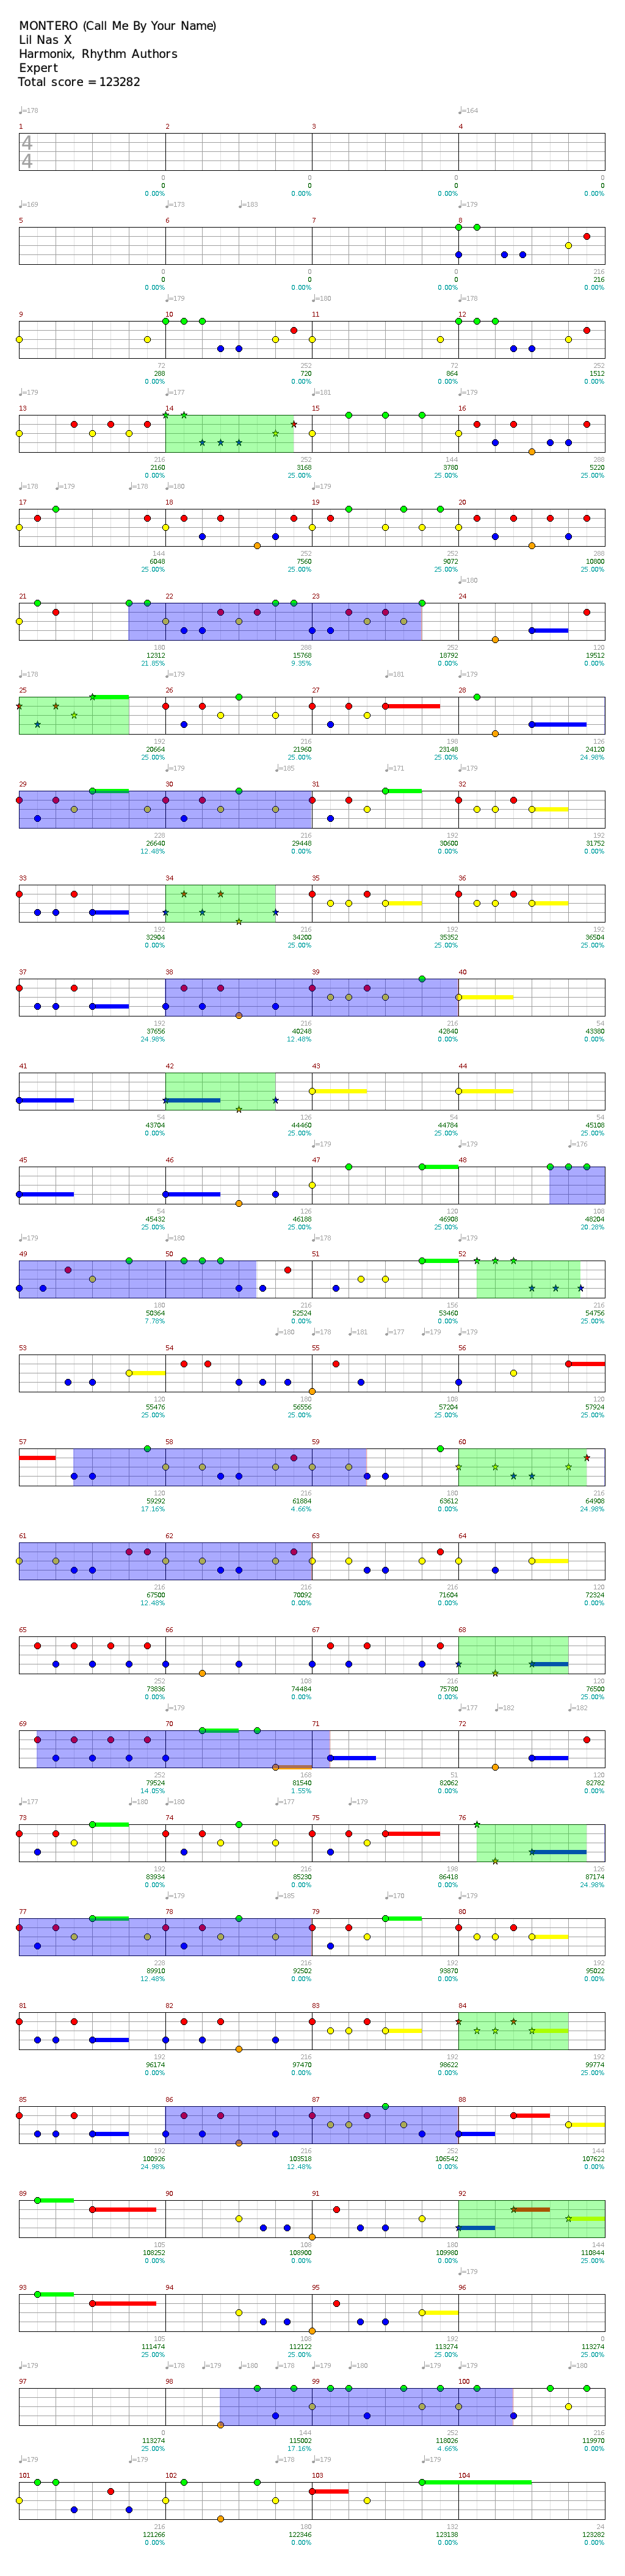 MONTERO (Call Me By Your Name)
Lil Nas X
Harmonix, Rhythm Authors
Expert
Total score = 123282
♩=178 ♩=164
1 2 3 4
4
4
0 0 0 0
0 0 0 0
0.00% 0.00% 0.00% 0.00%
♩=169 ♩=173 ♩=183 ♩=179
5 6 7 8
0 0 0 216
0 0 0 216
0.00% 0.00% 0.00% 0.00%
♩=179 ♩=180 ♩=178
9 10 11 12
72 252 72 252
288 720 864 1512
0.00% 0.00% 0.00% 0.00%
♩=179 ♩=177 ♩=181 ♩=179
13 14 15 16
216 252 144 288
2160 3168 3780 5220
0.00% 25.00% 25.00% 25.00%
♩=178 ♩=179 ♩=178 ♩=180 ♩=179
17 18 19 20
144 252 252 288
6048 7560 9072 10800
25.00% 25.00% 25.00% 25.00%
♩=180
21 22 23 24
180 288 252 120
12312 15768 18792 19512
21.85% 9.35% 0.00% 0.00%
♩=178 ♩=179 ♩=181 ♩=179
25 26 27 28
192 216 198 126
20664 21960 23148 24120
25.00% 25.00% 25.00% 24.98%
♩=179 ♩=185 ♩=171 ♩=179
29 30 31 32
228 216 192 192
26640 29448 30600 31752
12.48% 0.00% 0.00% 0.00%
33 34 35 36
192 216 192 192
32904 34200 35352 36504
0.00% 25.00% 25.00% 25.00%
37 38 39 40
192 216 216 54
37656 40248 42840 43380
24.98% 12.48% 0.00% 0.00%
41 42 43 44
54 126 54 54
43704 44460 44784 45108
0.00% 25.00% 25.00% 25.00%
♩=179 ♩=179 ♩=176
45 46 47 48
54 126 120 108
45432 46188 46908 48204
25.00% 25.00% 25.00% 20.28%
♩=179 ♩=180 ♩=179
49 50 51 52
180 216 156 216
50364 52524 53460 54756
7.78% 0.00% 0.00% 25.00%
♩=180 ♩=178 ♩=181 ♩=177 ♩=179 ♩=179
53 54 55 56
120 180 108 120
55476 56556 57204 57924
25.00% 25.00% 25.00% 25.00%
57 58 59 60
120 216 180 216
59292 61884 63612 64908
17.16% 4.66% 0.00% 24.98%
61 62 63 64
216 216 216 120
67500 70092 71604 72324
12.48% 0.00% 0.00% 0.00%
65 66 67 68
252 108 216 120
73836 74484 75780 76500
0.00% 0.00% 0.00% 25.00%
♩=179 ♩=177 ♩=182 ♩=182
69 70 71 72
252 168 51 120
79524 81540 82062 82782
14.05% 1.55% 0.00% 0.00%
♩=177 ♩=180 ♩=179 ♩=177 ♩=179
73 74 75 76
192 216 198 126
83934 85230 86418 87174
0.00% 0.00% 0.00% 24.98%
♩=179 ♩=185 ♩=170 ♩=179
77 78 79 80
228 216 192 192
89910 92502 93870 95022
12.48% 0.00% 0.00% 0.00%
81 82 83 84
192 216 192 192
96174 97470 98622 99774
0.00% 0.00% 0.00% 25.00%
85 86 87 88
192 216 252 144
100926 103518 106542 107622
24.98% 12.48% 0.00% 0.00%
89 90 91 92
105 108 180 144
108252 108900 109980 110844
0.00% 0.00% 0.00% 25.00%
♩=179
93 94 95 96
105 108 192 0
111474 112122 113274 113274
25.00% 25.00% 25.00% 25.00%
♩=179 ♩=178 ♩=179 ♩=180 ♩=178 ♩=179 ♩=180 ♩=179 ♩=180
97 98 99 100
0 144 252 216
113274 115002 118026 119970
25.00% 17.16% 4.66% 0.00%
♩=179 ♩=179 ♩=178 ♩=179 ♩=179
101 102 103 104
216 180 132 24
121266 122346 123138 123282
0.00% 0.00% 0.00% 0.00%